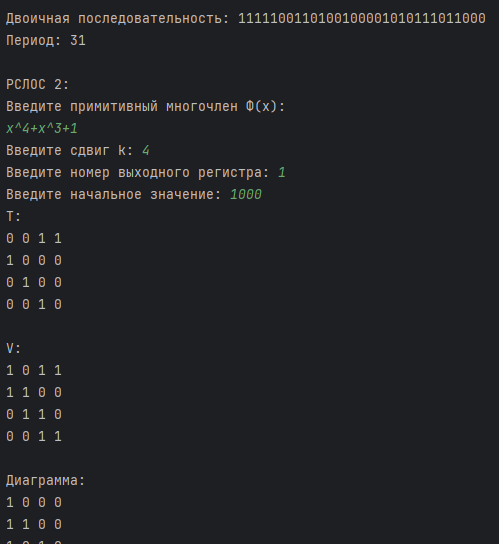 Двоичная последовательность: 1111100110100100001010111011000
Период: 31
РСЛОС 2:
Введите примитивный многочлен Φ(x):
x^4+x^3+1
Введите сдвиг k: 4
Введите номер выходного регистра: 1
Введите начальное значение: 1000
T:
0 0 1 1
1 0 0 0
0 1 0 0
0 0 1 0
V:
1 0 1 1
1 1 0 0
0 1 1 0
0 0 1 1
Диаграмма:
1 0 0 0
1 1 0 0